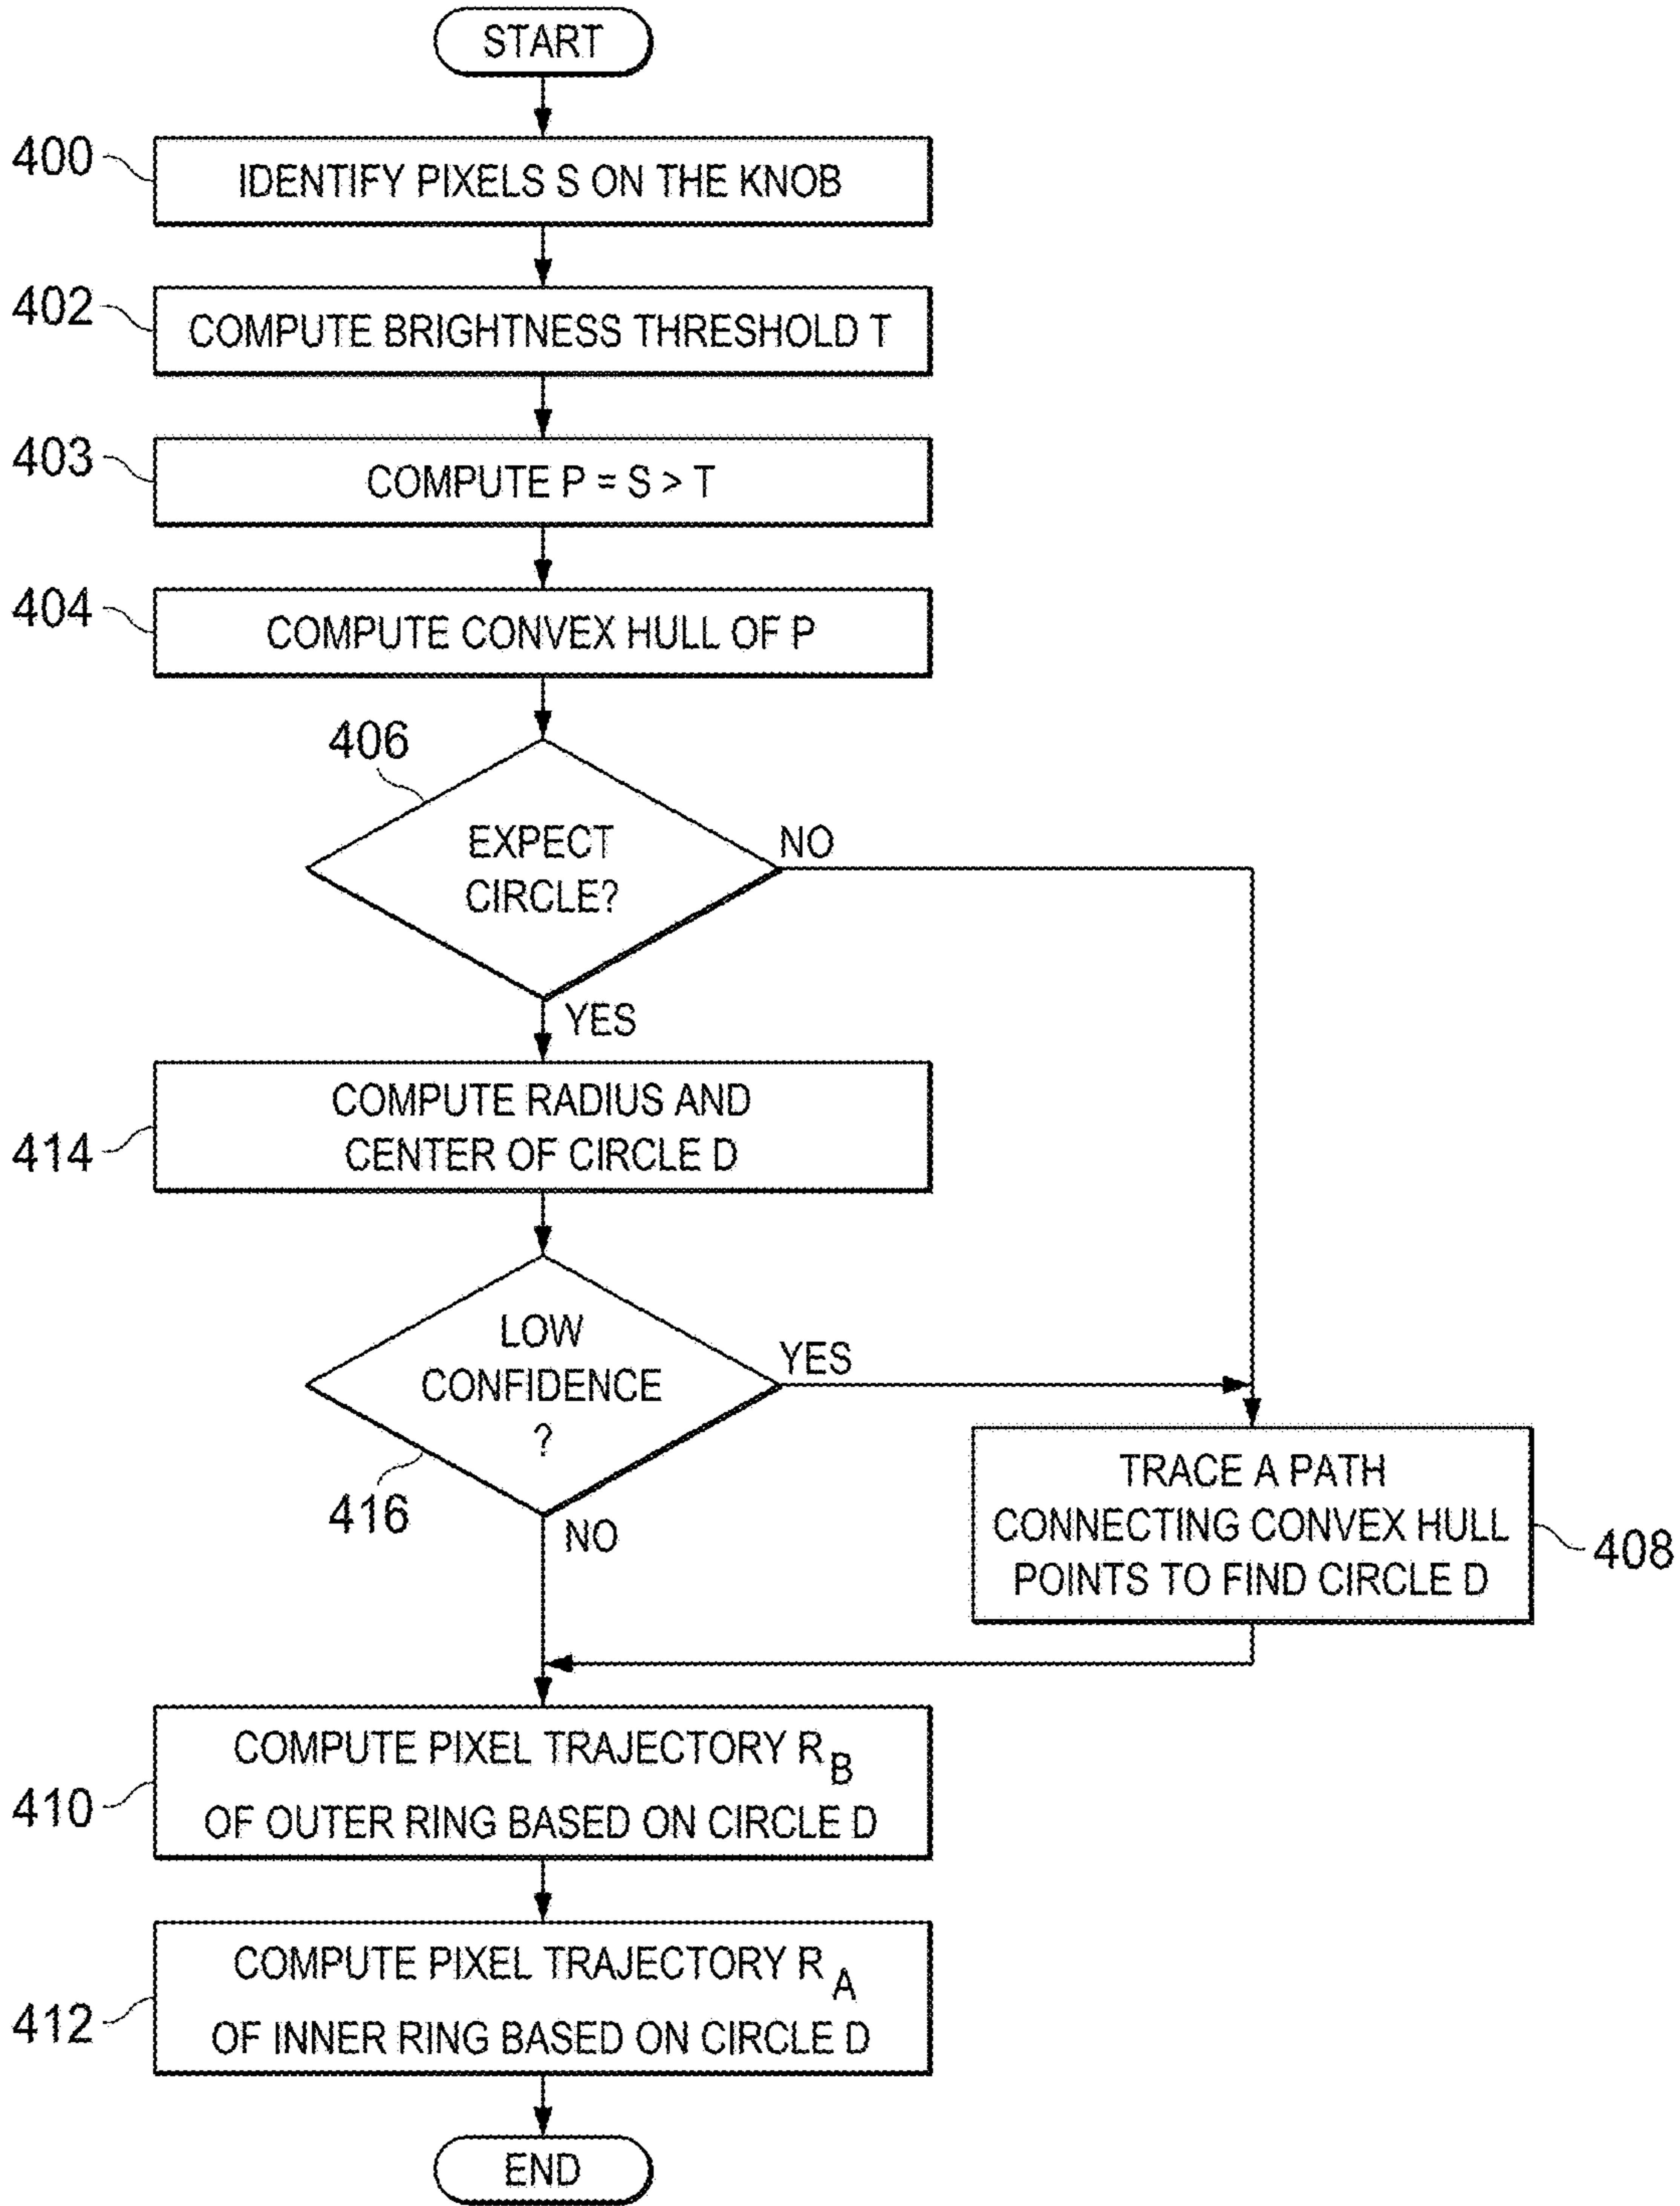 START
400
IDENTIFY PIXELS S ON THE KNOB
402
COMPUTE BRIGHTNESS THRESHOLD T
403
COMPUTE P = S > T
404
COMPUTE CONVEX HULL OF P
406
EXPECT
CIRCLE?
NO
YES
414
COMPUTE RADIUS AND
CENTER OF CIRCLE D
LOW
CONFIDENCE
?
YES
416
NO
TRACE A PATH
CONNECTING CONVEX HULL
POINTS TO FIND CIRCLE D
408
410
COMPUTE PIXEL TRAJECTORY R_B
OF OUTER RING BASED ON CIRCLE D
412
COMPUTE PIXEL TRAJECTORY R_A
OF INNER RING BASED ON CIRCLE D
END